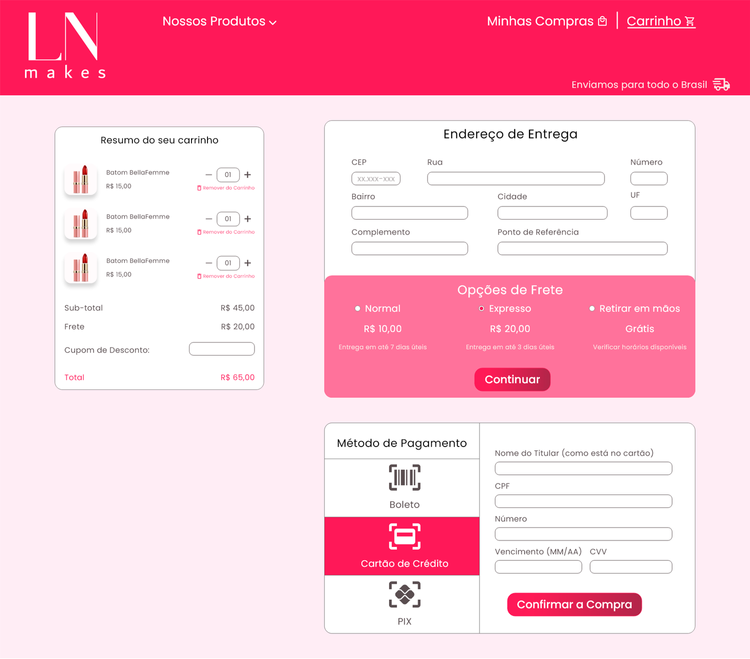 LN
makes
Nossos Produtos
Minhas Compras
Carrinho
Enviamos para todo o Brasil
Resumo do seu carrinho
Batom BellaFemme
R$ 15,00
01
Remover do Carrinho
Batom BellaFemme
R$ 15,00
01
Remover do Carrinho
Batom BellaFemme
R$ 15,00
01
Remover do Carrinho
Sub-total R$ 45,00
Frete R$ 20,00
Cupom de Desconto:
Total R$ 65,00
Endereço de Entrega
CEP Rua Número
xx.xxx-xxx
Bairro Cidade UF
Complemento Ponto de Referência
Opções de Frete
Normal Expresso Retirar em mãos
R$ 10,00 R$ 20,00 Grátis
Entrega em até 7 dias úteis Entrega em até 3 dias úteis Verificar horários disponíveis
Continuar
Método de Pagamento
Boleto
Cartão de Crédito
PIX
Nome do Titular (como está no cartão)
CPF
Número
Vencimento (MM/AA) CVV
Confirmar a Compra